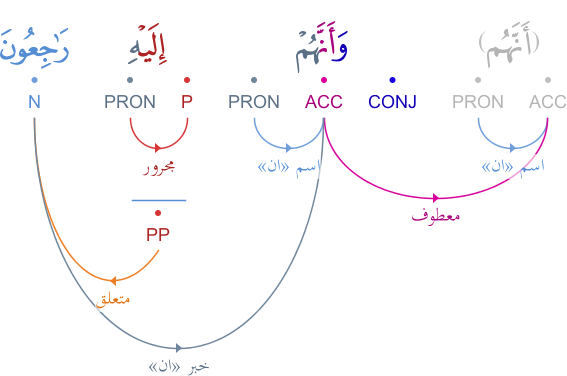 (أَنَّهُم) وَأَنَّهُمْ إِلَيْهِ رَٰجِعُونَ
N PRON P PRON ACC CONJ PRON ACC
مجرور اسم «ان» اسم «ان»
معطوف
PP
متعلق
خبر «ان»